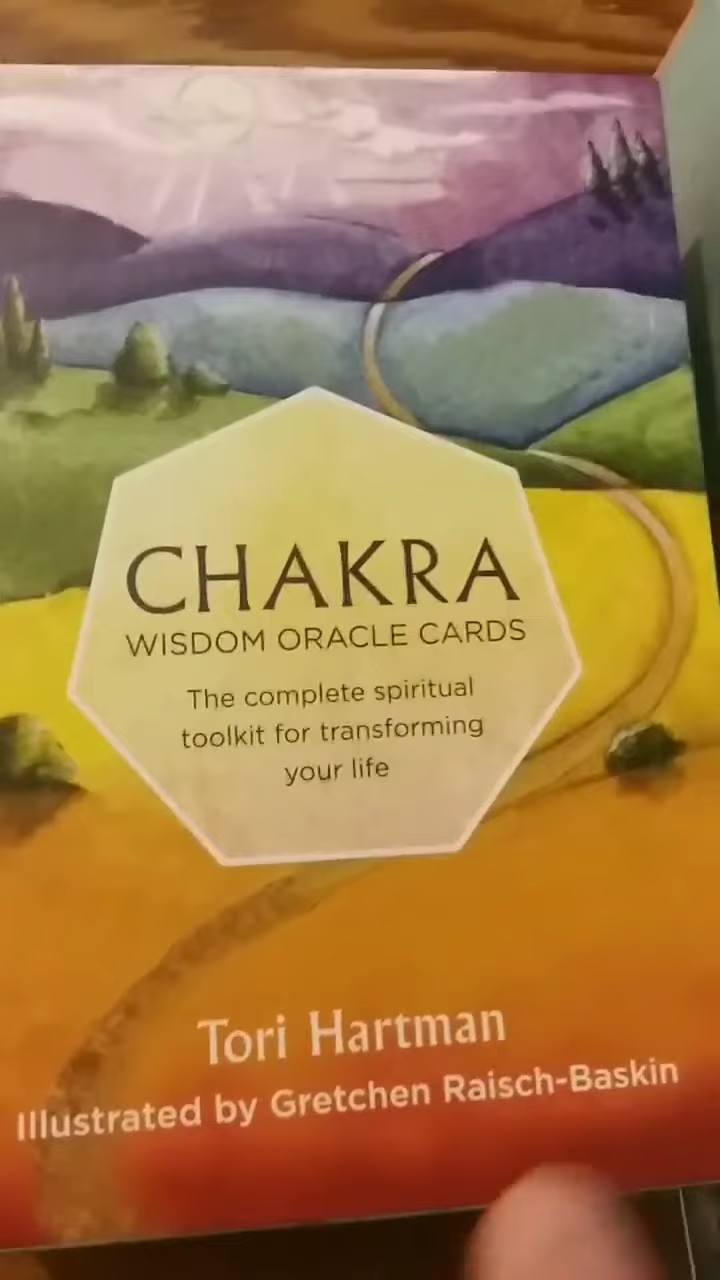 CHAKRA
WISDOM ORACLE CARDS
The complete spiritual
toolkit for transforming
your life
Tori Hartman
Illustrated by Gretchen Raisch-Baskin